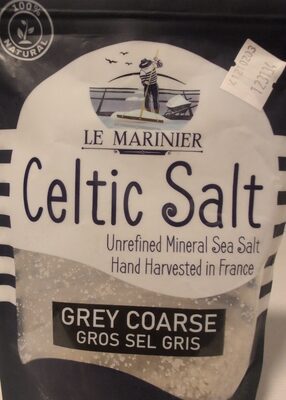 100%
NATURAL
LE MARINIER
Celtic Salt
Unrefined Mineral Sea Salt
Hand Harvested in France
GREY COARSE
GROS SEL GRIS